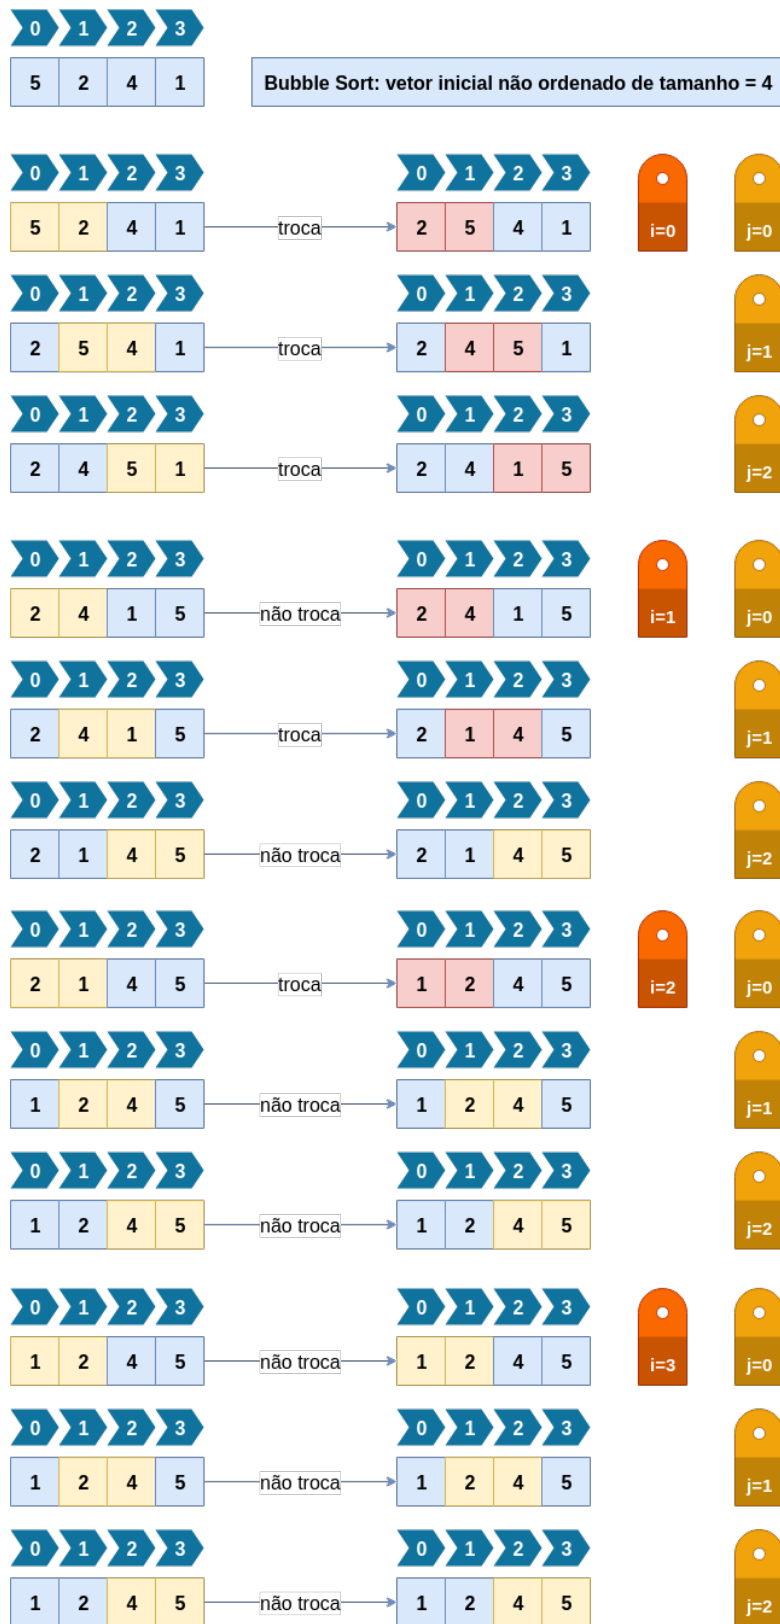 0 1 2 3
5 2 4 1 Bubble Sort: vetor inicial não ordenado de tamanho = 4
0 1 2 3 0 1 2 3
5 2 4 1 troca 2 5 4 1 i=0 j=0
0 1 2 3 0 1 2 3
2 5 4 1 troca 2 4 5 1 j=1
0 1 2 3 0 1 2 3
2 4 5 1 troca 2 4 1 5 j=2
0 1 2 3 0 1 2 3
2 4 1 5 não troca 2 4 1 5 i=1 j=0
0 1 2 3 0 1 2 3
2 4 1 5 troca 2 1 4 5 j=1
0 1 2 3 0 1 2 3
2 1 4 5 não troca 2 1 4 5 j=2
0 1 2 3 0 1 2 3
2 1 4 5 troca 1 2 4 5 i=2 j=0
0 1 2 3 0 1 2 3
1 2 4 5 não troca 1 2 4 5 j=1
0 1 2 3 0 1 2 3
1 2 4 5 não troca 1 2 4 5 j=2
0 1 2 3 0 1 2 3
1 2 4 5 não troca 1 2 4 5 i=3 j=0
0 1 2 3 0 1 2 3
1 2 4 5 não troca 1 2 4 5 j=1
0 1 2 3 0 1 2 3
1 2 4 5 não troca 1 2 4 5 j=2